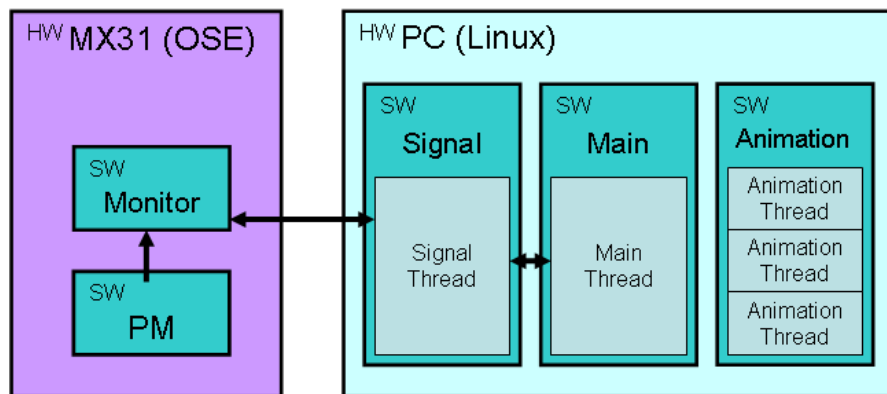 HW MX31 (OSE)
SW
Monitor
SW
PM
HW PC (Linux)
SW
Signal
Signal
Thread
SW
Main
Main
Thread
SW
Animation
Animation
Thread
Animation
Thread
Animation
Thread